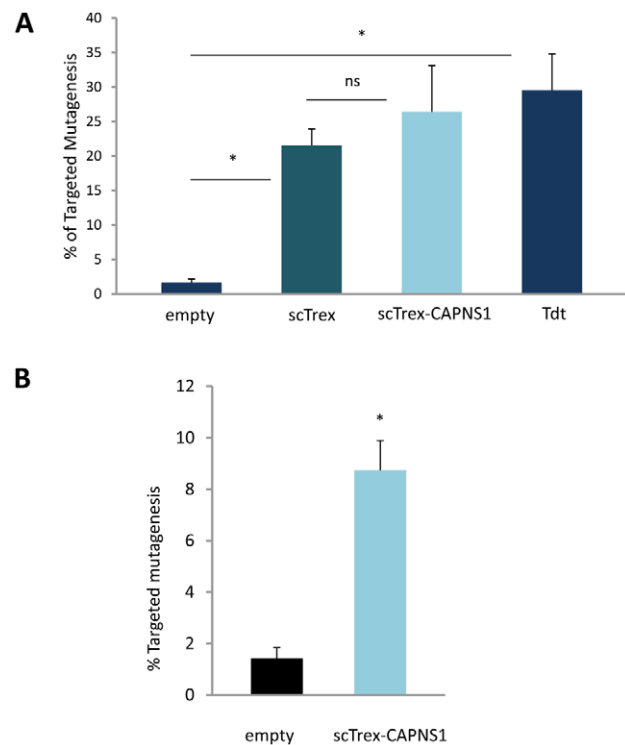 A
% of Targeted Mutagenesis
40
35
30
25
20
15
10
5
0
*
ns
*
empty scTrex scTrex-CAPNS1 Tdt
B
% Targeted mutagenesis
12
10
8
6
4
2
0
*
empty scTrex-CAPNS1